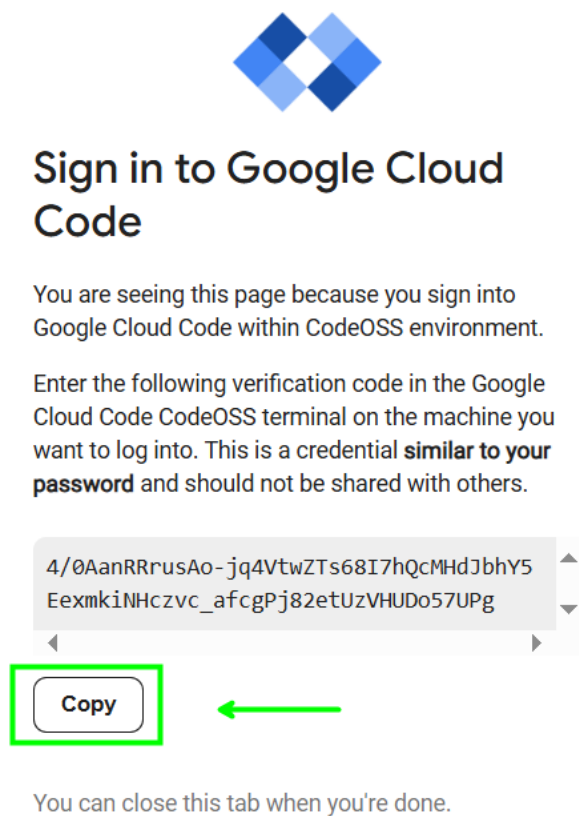 Sign in to Google Cloud
Code
You are seeing this page because you sign into
Google Cloud Code within CodeOSS environment.
Enter the following verification code in the Google
Cloud Code CodeOSS terminal on the machine you
want to log into. This is a credential similar to your
password and should not be shared with others.
4/0AanRRrusAo-jq4VtwZTs68I7hQcMHdJbhY5
EexmkiNHczvc_afcgPj82etUzVHUDo57UPg
Copy
You can close this tab when you're done.